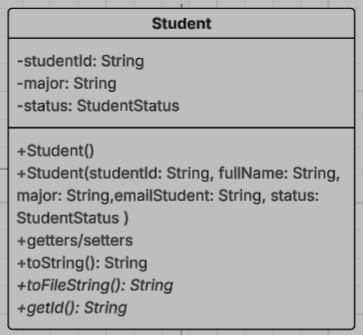 Student
-studentId: String
-major: String
-status: StudentStatus
+Student()
+Student(studentId: String, fullName: String,
major: String,emailStudent: String, status:
StudentStatus )
+getters/setters
+toString(): String
+toFileString(): String
+getId(): String